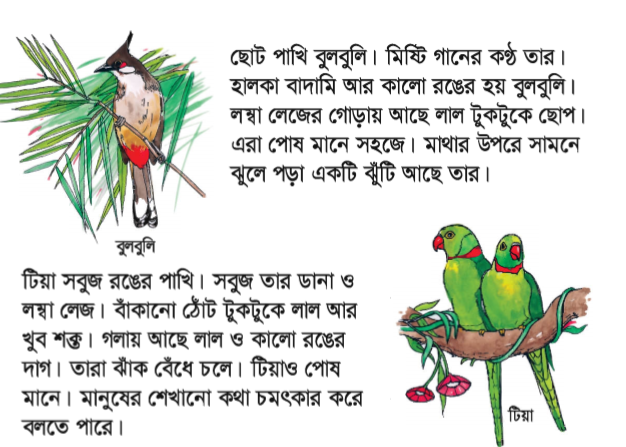 ছোট পাখি বুলবুলি। মিষ্টি গানের কণ্ঠ তার।
হালকা বাদামি আর কালো রঙের হয় বুলবুলি।
লম্বা লেজের গোড়ায় আছে লাল টুকটুকে ছোপ।
এরা পোষ মানে সহজে। মাথার উপরে সামনে
ঝুলে পড়া একটি ঝুঁটি আছে তার।
বুলবুলি
টিয়া সবুজ রঙের পাখি। সবুজ তার ডানা ও
লম্বা লেজ। বাঁকানো ঠোঁট টুকটুকে লাল আর
খুব শক্ত। গলায় আছে লাল ও কালো রঙের
দাগ। তারা ঝাঁক বেঁধে চলে। টিয়াও পোষ
মানে। মানুষের শেখানো কথা চমৎকার করে
বলতে পারে।
টিয়া